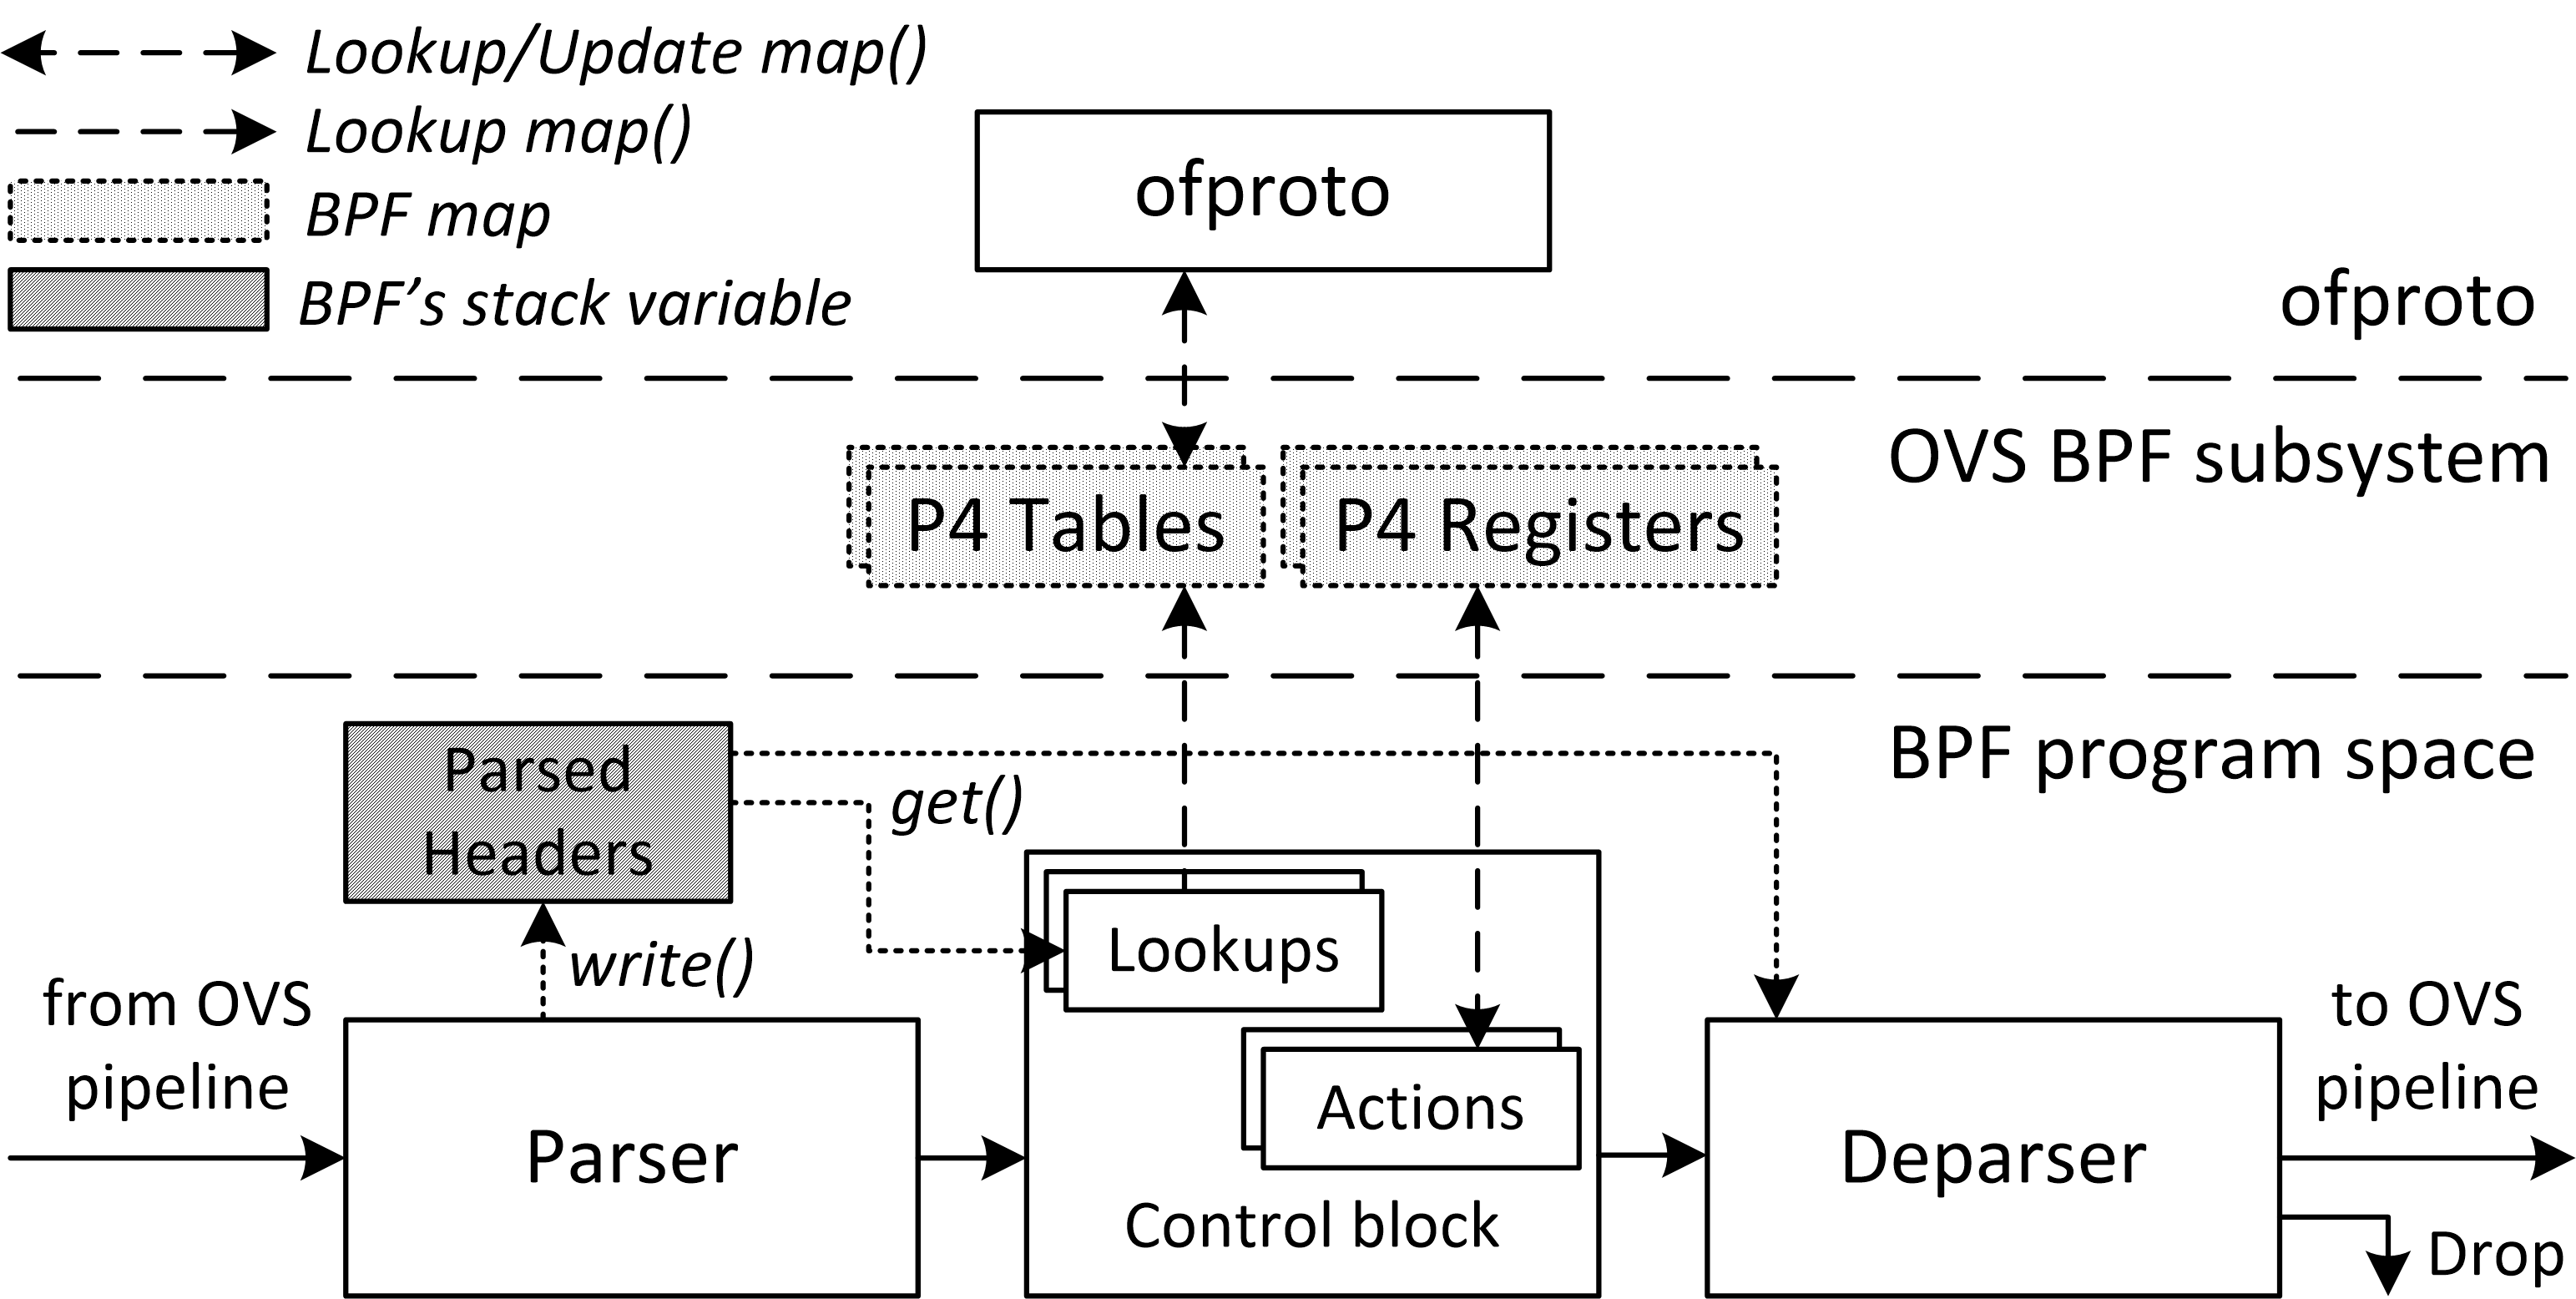 Lookup/Update map()
Lookup map()
BPF map
BPF’s stack variable
ofproto
ofproto
OVS BPF subsystem
P4 Tables
P4 Registers
BPF program space
Parsed
Headers
get()
write()
Lookups
Actions
Control block
from OVS
pipeline
Parser
Deparser
to OVS
pipeline
Drop